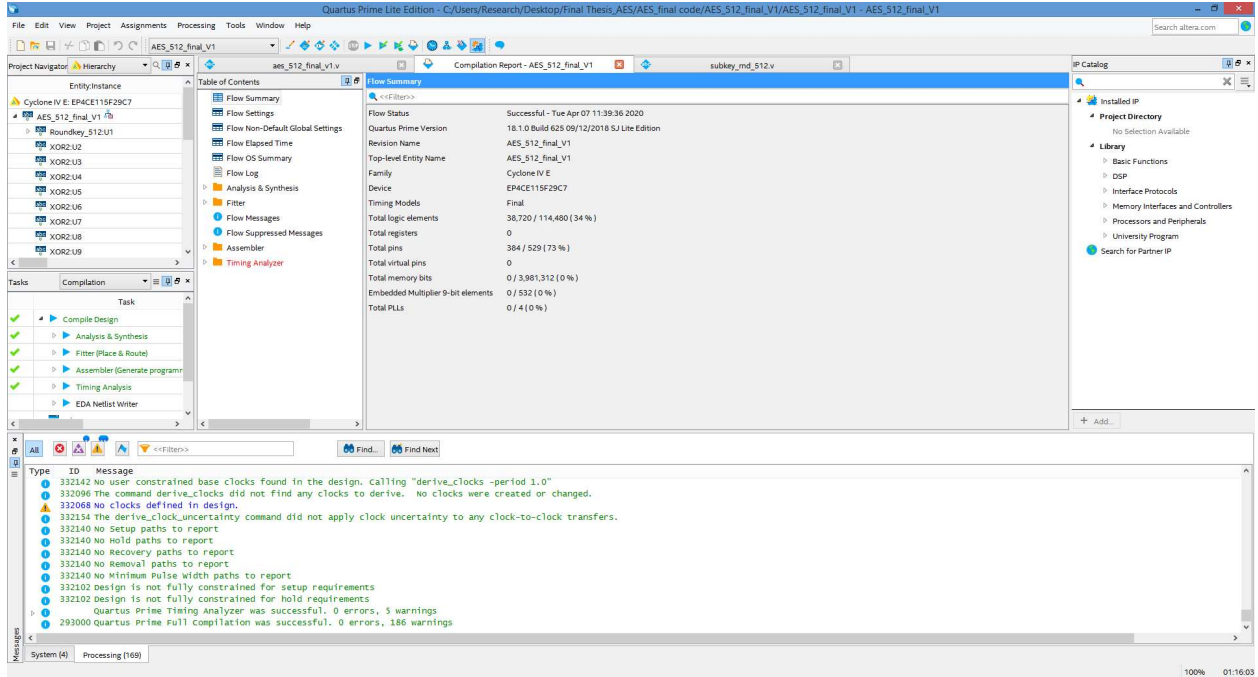 Quartus Prime Lite Edition - C:/Users/Research/Desktop/Final Thesis_AES/AES_final code/AES_512_final_V1/AES_512_final_V1 - AES_512_final_V1
File Edit View Project Assignments Processing Tools Window Help
Search altera.com
AES_512_final_V1
Project Navigator Hierarchy
Entity:Instance
Cyclone IV E: EP4CE115F29C7
AES_512_final_V1
Roundkey_512:U1
XOR2:U2
XOR2:U3
XOR2:U4
XOR2:U5
XOR2:U6
XOR2:U7
XOR2:U8
XOR2:U9
Tasks Compilation
Task
Compile Design
Analysis & Synthesis
Fitter (Place & Route)
Assembler (Generate programr
Timing Analysis
EDA Netlist Writer
aes_512_final_v1.v
Compilation Report - AES_512_final_V1
subkey_rnd_512.v
Table of Contents
Flow Summary
Flow Settings
Flow Non-Default Global Settings
Flow Elapsed Time
Flow OS Summary
Flow Log
Analysis & Synthesis
Fitter
Flow Messages
Flow Suppressed Messages
Assembler
Timing Analyzer
Flow Summary
<<Filter>>
Flow Status Successful - Tue Apr 07 11:39:36 2020
Quartus Prime Version 18.1.0 Build 625 09/12/2018 SJ Lite Edition
Revision Name AES_512_final_V1
Top-level Entity Name AES_512_final_V1
Family Cyclone IV E
Device EP4CE115F29C7
Timing Models Final
Total logic elements 38,720 / 114,480 ( 34 % )
Total registers 0
Total pins 384 / 529 ( 73 % )
Total virtual pins 0
Total memory bits 0 / 3,981,312 ( 0 % )
Embedded Multiplier 9-bit elements 0 / 532 ( 0 % )
Total PLLs 0 / 4 ( 0 % )
IP Catalog
Installed IP
Project Directory
No Selection Available
Library
Basic Functions
DSP
Interface Protocols
Memory Interfaces and Controllers
Processors and Peripherals
University Program
Search for Partner IP
+ Add...
All <<Filter>> Find... Find Next
Type ID Message
332142 No user constrained base clocks found in the design. Calling "derive_clocks -period 1.0"
332096 The command derive_clocks did not find any clocks to derive. No clocks were created or changed.
332068 No clocks defined in design.
332154 The derive_clock_uncertainty command did not apply clock uncertainty to any clock-to-clock transfers.
332140 No Setup paths to report
332140 No Hold paths to report
332140 No Recovery paths to report
332140 No Removal paths to report
332140 No Minimum Pulse Width paths to report
332102 Design is not fully constrained for setup requirements
332102 Design is not fully constrained for hold requirements
Quartus Prime Timing Analyzer was successful. 0 errors, 5 warnings
293000 Quartus Prime Full Compilation was successful. 0 errors, 186 warnings
Messages
System (4) Processing (169)
100% 01:16:03